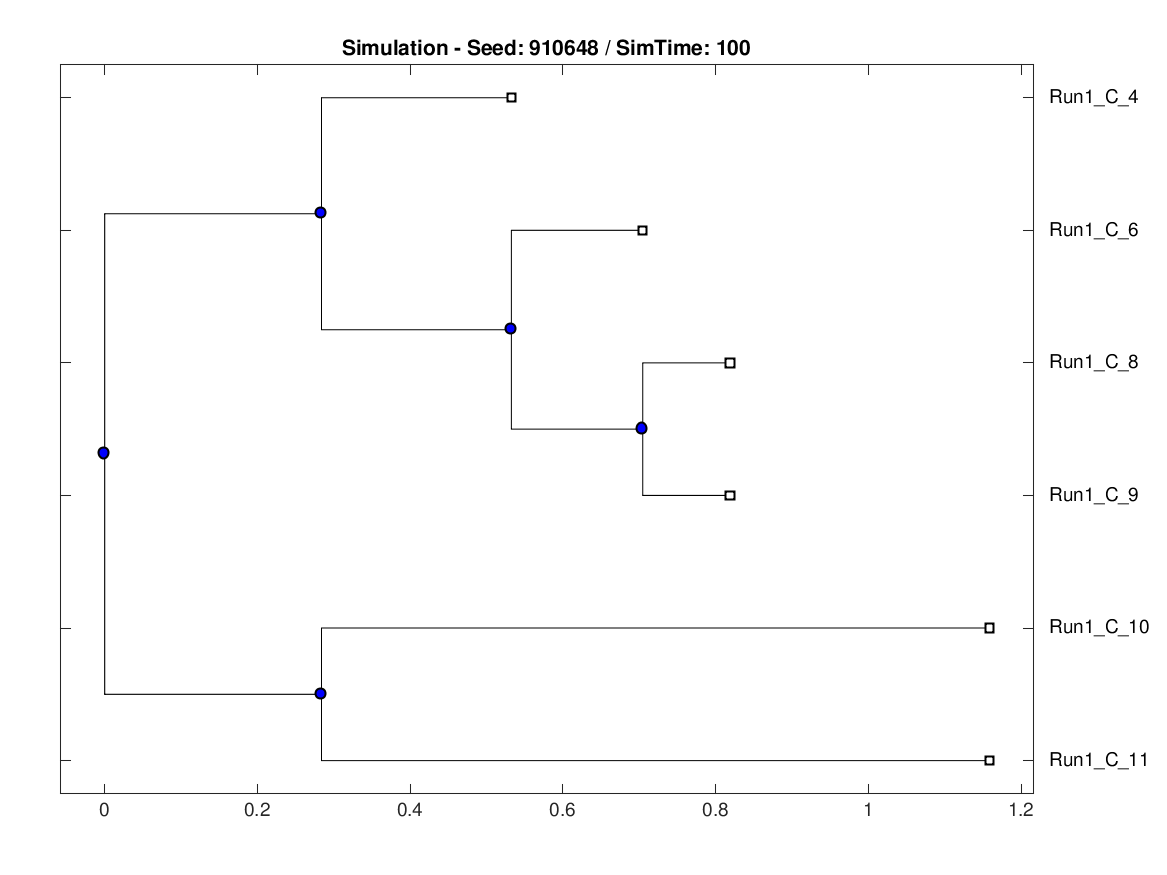 Simulation - Seed: 910648 / SimTime: 100
Run1_C_4
Run1_C_6
Run1_C_8
Run1_C_9
Run1_C_10
Run1_C_11
0 0.2 0.4 0.6 0.8 1 1.2